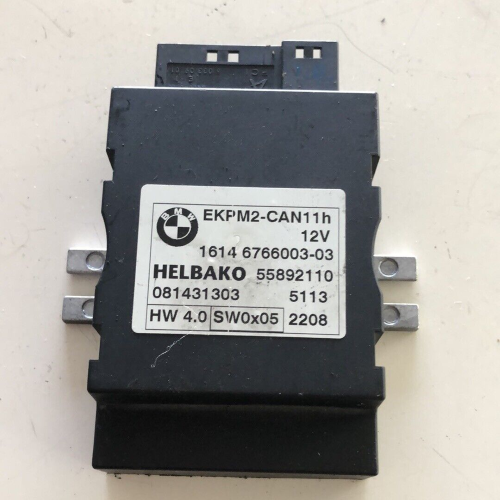 BMW
EKPM2-CAN11h
12V
1614 6766003-03
HELBAKO 55892110
081431303 5113
HW 4.0 SW0x05 2208